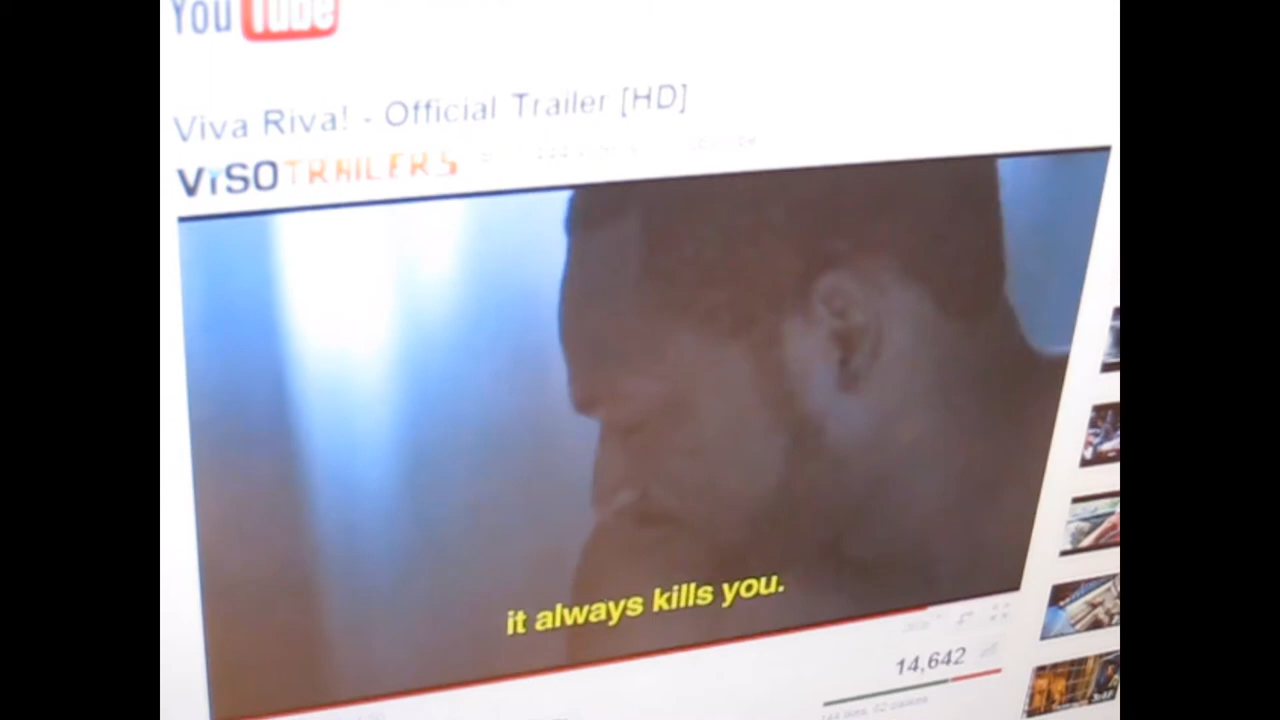 YouTube
Viva Riva! - Official Trailer [HD]
VISOTRAILERS
it always kills you.
14,642